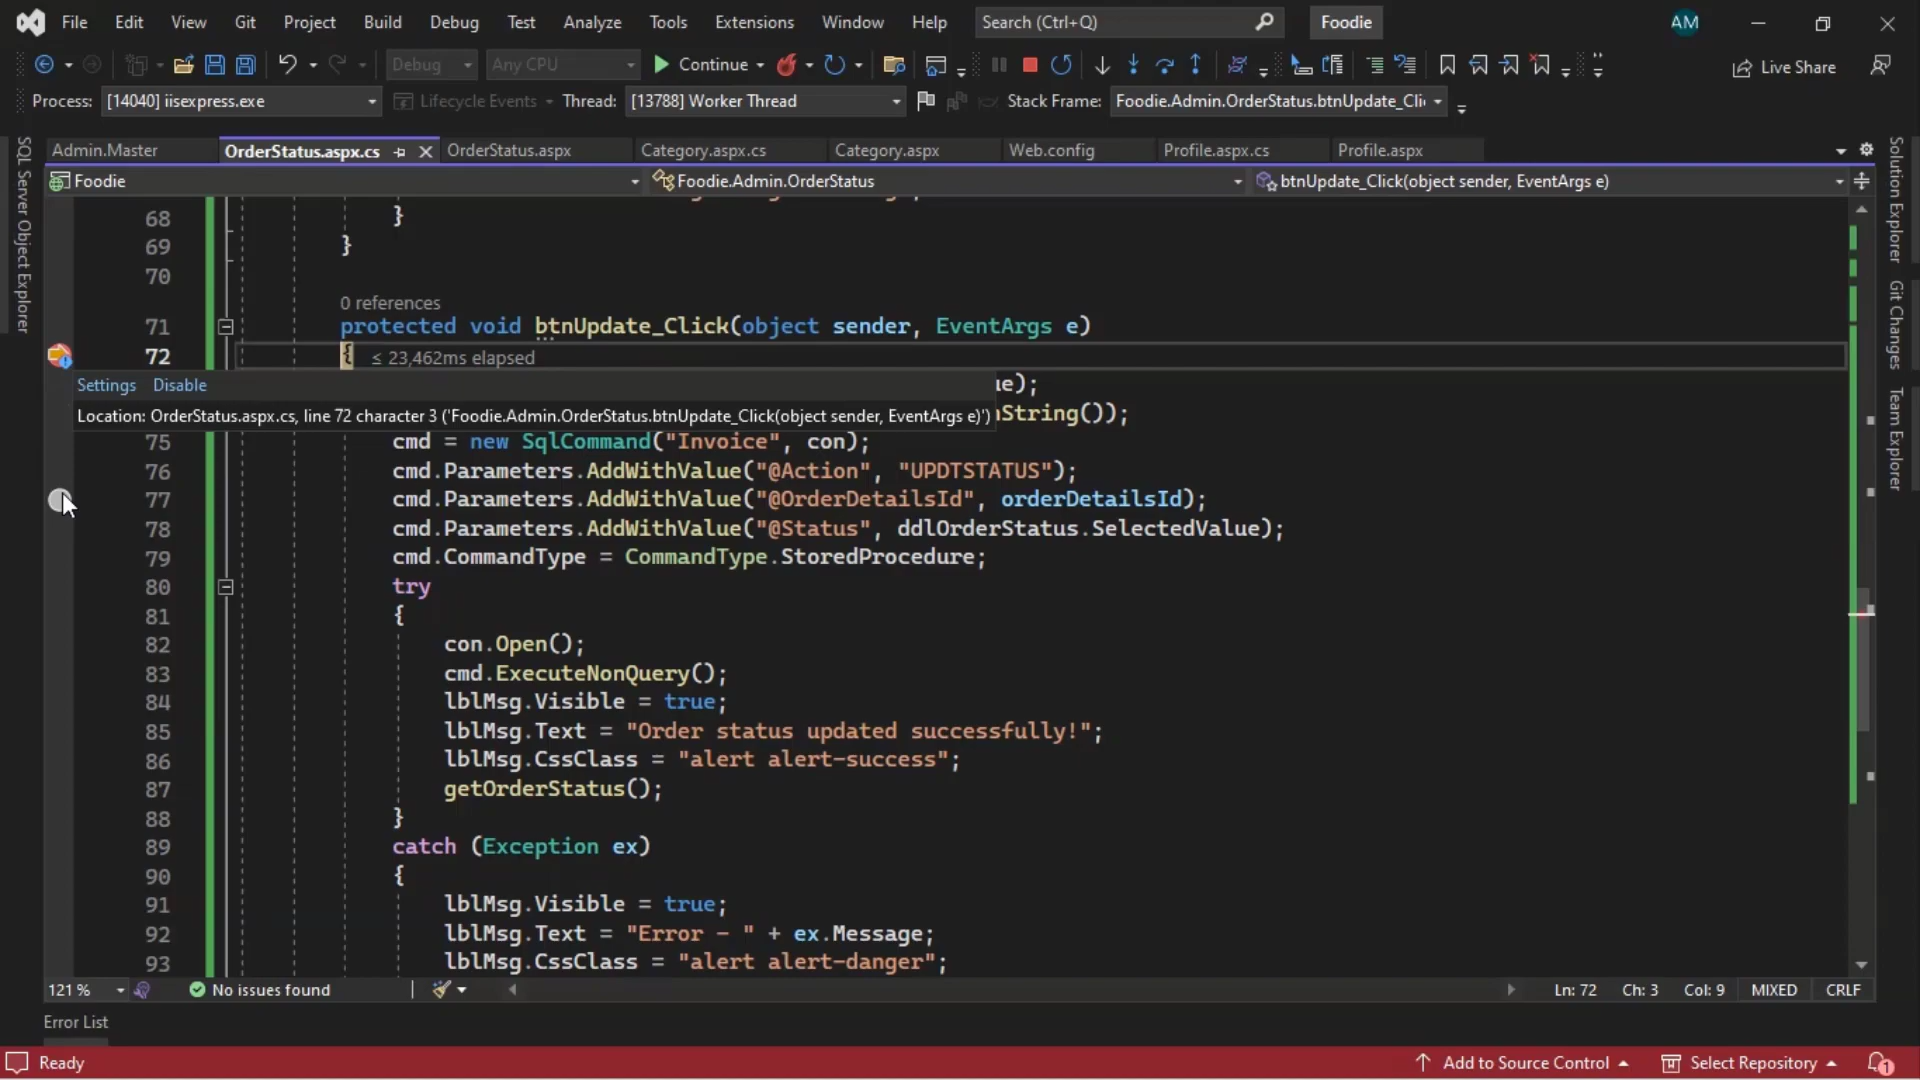 File Edit View Git Project Build Debug Test Analyze Tools Extensions Window Help Search (Ctrl+Q) Foodie AM
Debug Any CPU Continue Live Share
Process: [14040] iisexpress.exe Lifecycle Events Thread: [13788] Worker Thread Stack Frame: Foodie.Admin.OrderStatus.btnUpdate_Cli
Admin.Master OrderStatus.aspx.cs OrderStatus.aspx Category.aspx.cs Category.aspx Web.config Profile.aspx.cs Profile.aspx
Foodie Foodie.Admin.OrderStatus btnUpdate_Click(object sender, EventArgs e)
SQL Server Object Explorer
Solution Explorer
Git Changes
Team Explorer
68 }
69 }
70
0 references
71 protected void btnUpdate_Click(object sender, EventArgs e)
72 { ≤ 23,462ms elapsed
Settings Disable ue);
Location: OrderStatus.aspx.cs, line 72 character 3 ('Foodie.Admin.OrderStatus.btnUpdate_Click(object sender, EventArgs e)') nString());
75 cmd = new SqlCommand("Invoice", con);
76 cmd.Parameters.AddWithValue("@Action", "UPDTSTATUS");
77 cmd.Parameters.AddWithValue("@OrderDetailsId", orderDetailsId);
78 cmd.Parameters.AddWithValue("@Status", ddlOrderStatus.SelectedValue);
79 cmd.CommandType = CommandType.StoredProcedure;
80 try
81 {
82 con.Open();
83 cmd.ExecuteNonQuery();
84 lblMsg.Visible = true;
85 lblMsg.Text = "Order status updated successfully!";
86 lblMsg.CssClass = "alert alert-success";
87 getOrderStatus();
88 }
89 catch (Exception ex)
90 {
91 lblMsg.Visible = true;
92 lblMsg.Text = "Error - " + ex.Message;
93 lblMsg.CssClass = "alert alert-danger";
121 % No issues found Ln: 72 Ch: 3 Col: 9 MIXED CRLF
Error List
Ready Add to Source Control Select Repository 1